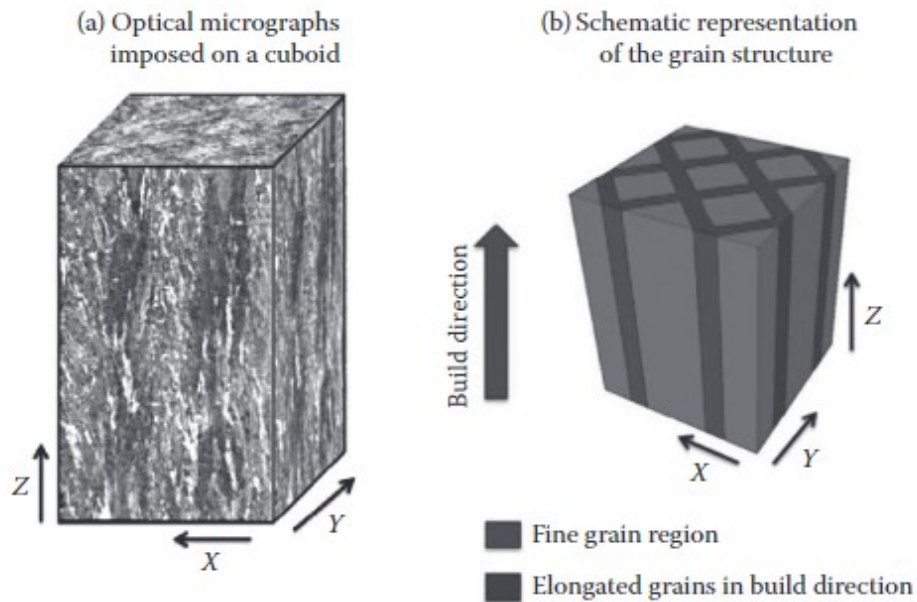 (a) Optical micrographs
imposed on a cuboid
(b) Schematic representation
of the grain structure
Build direction
Z
X
Y
Z
X
Y
Fine grain region
Elongated grains in build direction